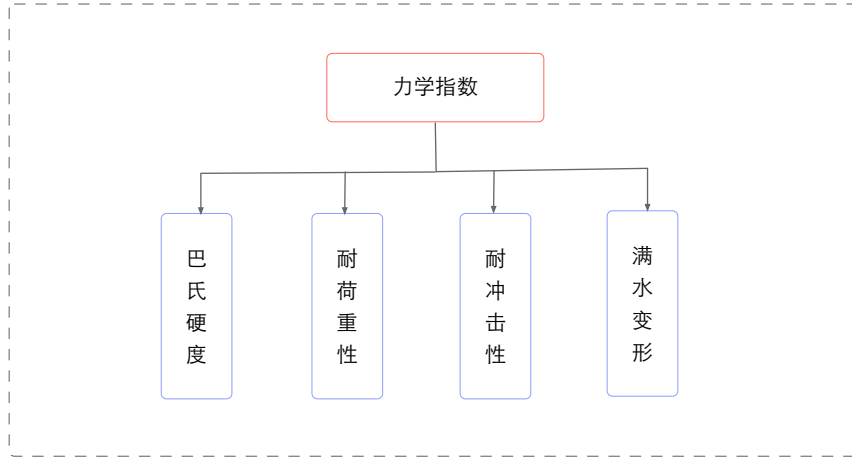 力学指数
巴氏硬度
耐荷重性
耐冲击性
满水变形